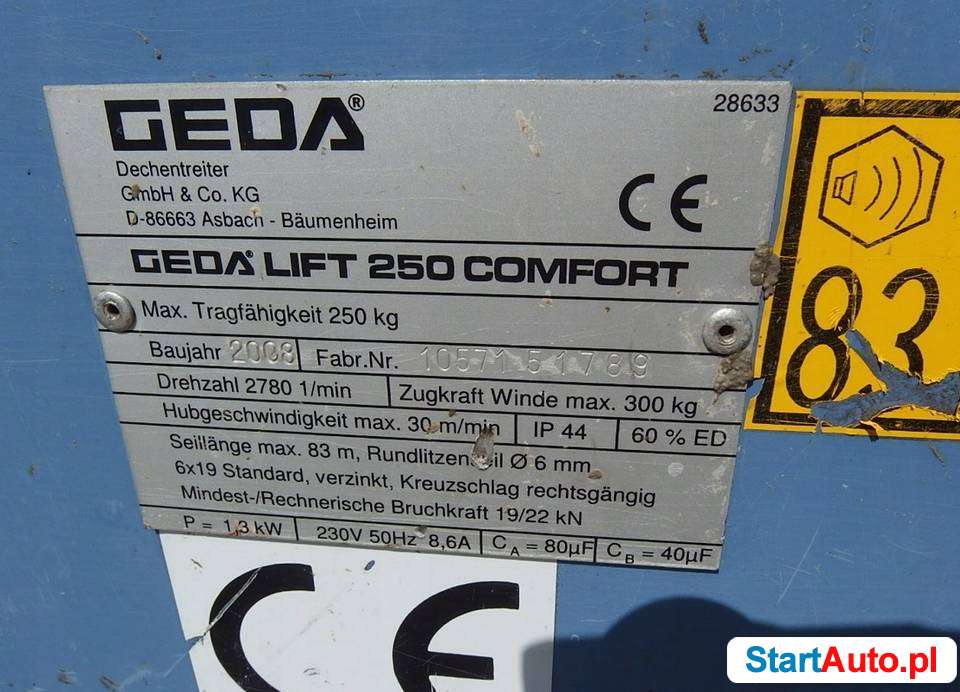 GEDA® 28633
Dechentreiter
GmbH & Co. KG
D-86663 Asbach - Bäumenheim
CE
GEDA® LIFT 250 COMFORT
Max. Tragfähigkeit 250 kg
Baujahr 2008 Fabr.Nr. 10571 51789
Drehzahl 2780 1/min Zugkraft Winde max. 300 kg
Hubgeschwindigkeit max. 30 m/min IP 44 60 % ED
Seillänge max. 83 m, Rundlitzenseil Ø 6 mm
6x19 Standard, verzinkt, Kreuzschlag rechtsgängig
Mindest-/Rechnerische Bruchkraft 19/22 kN
P = 1,3 kW 230V 50Hz 8,6A CA = 80µF CB = 40µF
83
CE
StartAuto.pl